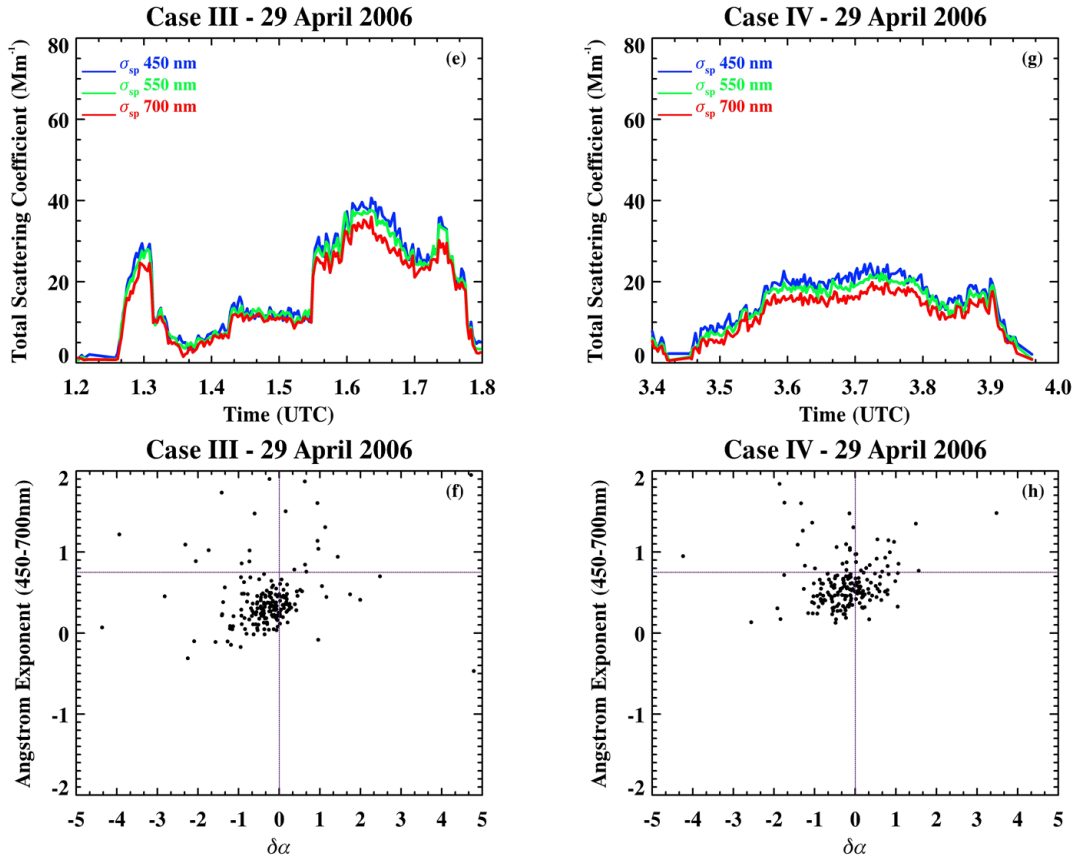 Case III - 29 April 2006
Total Scattering Coefficient (Mm⁻¹)
80
60
40
20
0
(e)
σsp 450 nm
σsp 550 nm
σsp 700 nm
1.2 1.3 1.4 1.5 1.6 1.7 1.8
Time (UTC)
Case IV - 29 April 2006
Total Scattering Coefficient (Mm⁻¹)
80
60
40
20
0
(g)
σsp 450 nm
σsp 550 nm
σsp 700 nm
3.4 3.5 3.6 3.7 3.8 3.9 4.0
Time (UTC)
Case III - 29 April 2006
Angstrom Exponent (450-700nm)
2
1
0
-1
-2
(f)
-5 -4 -3 -2 -1 0 1 2 3 4 5
δα
Case IV - 29 April 2006
Angstrom Exponent (450-700nm)
2
1
0
-1
-2
(h)
-5 -4 -3 -2 -1 0 1 2 3 4 5
δα